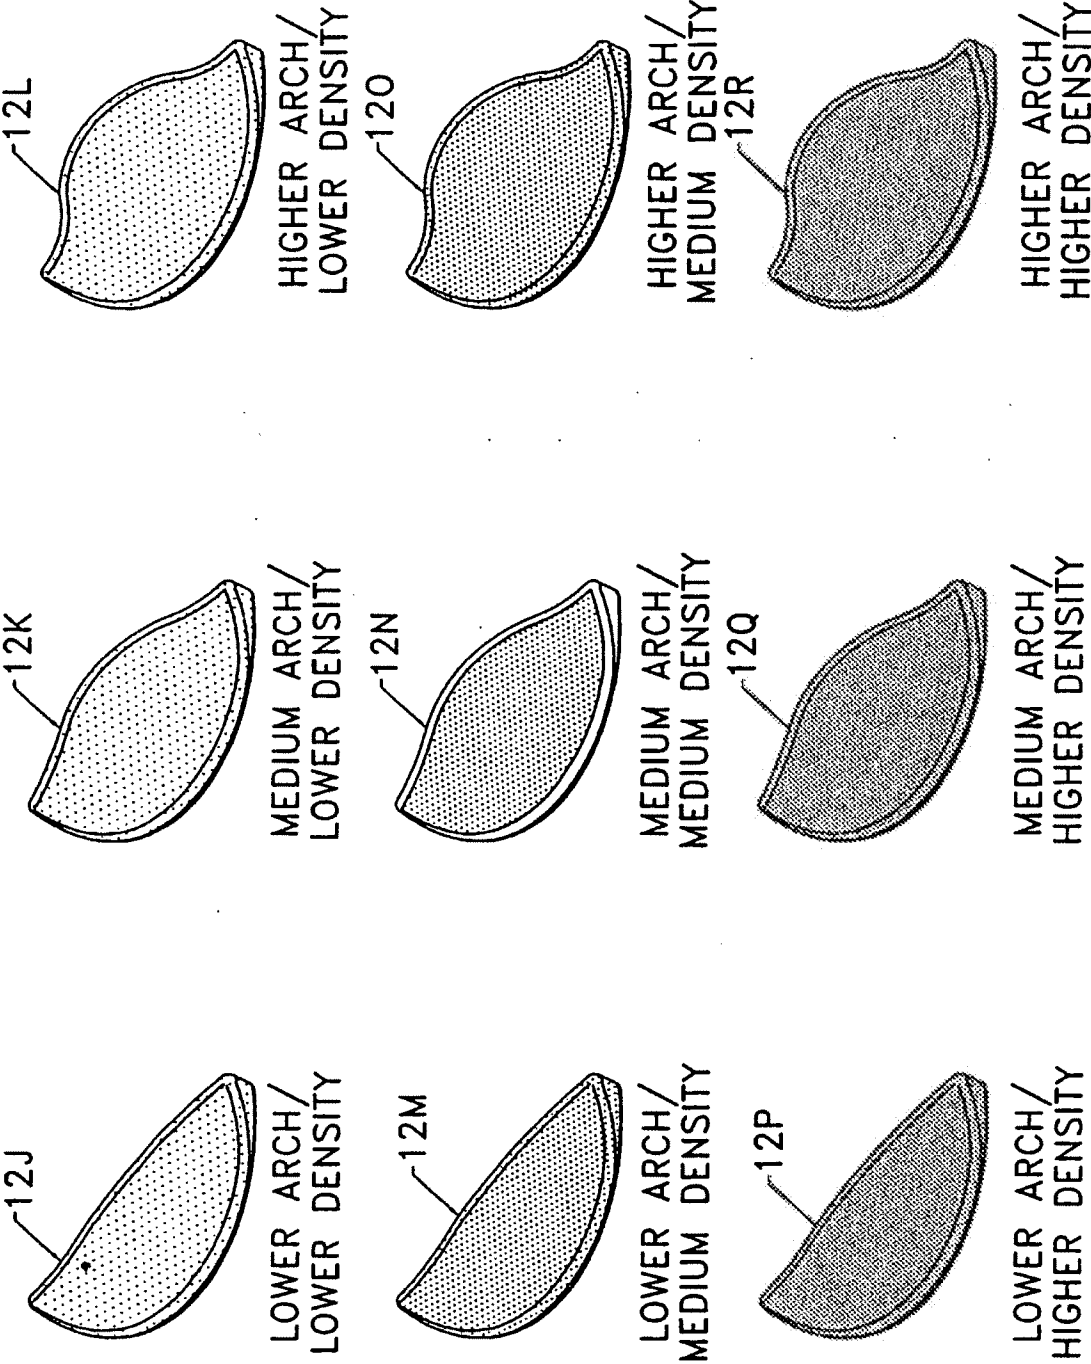 12J
LOWER ARCH/
LOWER DENSITY
12K
MEDIUM ARCH/
LOWER DENSITY
12L
HIGHER ARCH/
LOWER DENSITY
12M
LOWER ARCH/
MEDIUM DENSITY
12N
MEDIUM ARCH/
MEDIUM DENSITY
12O
HIGHER ARCH/
MEDIUM DENSITY
12P
LOWER ARCH/
HIGHER DENSITY
12Q
MEDIUM ARCH/
HIGHER DENSITY
12R
HIGHER ARCH/
HIGHER DENSITY